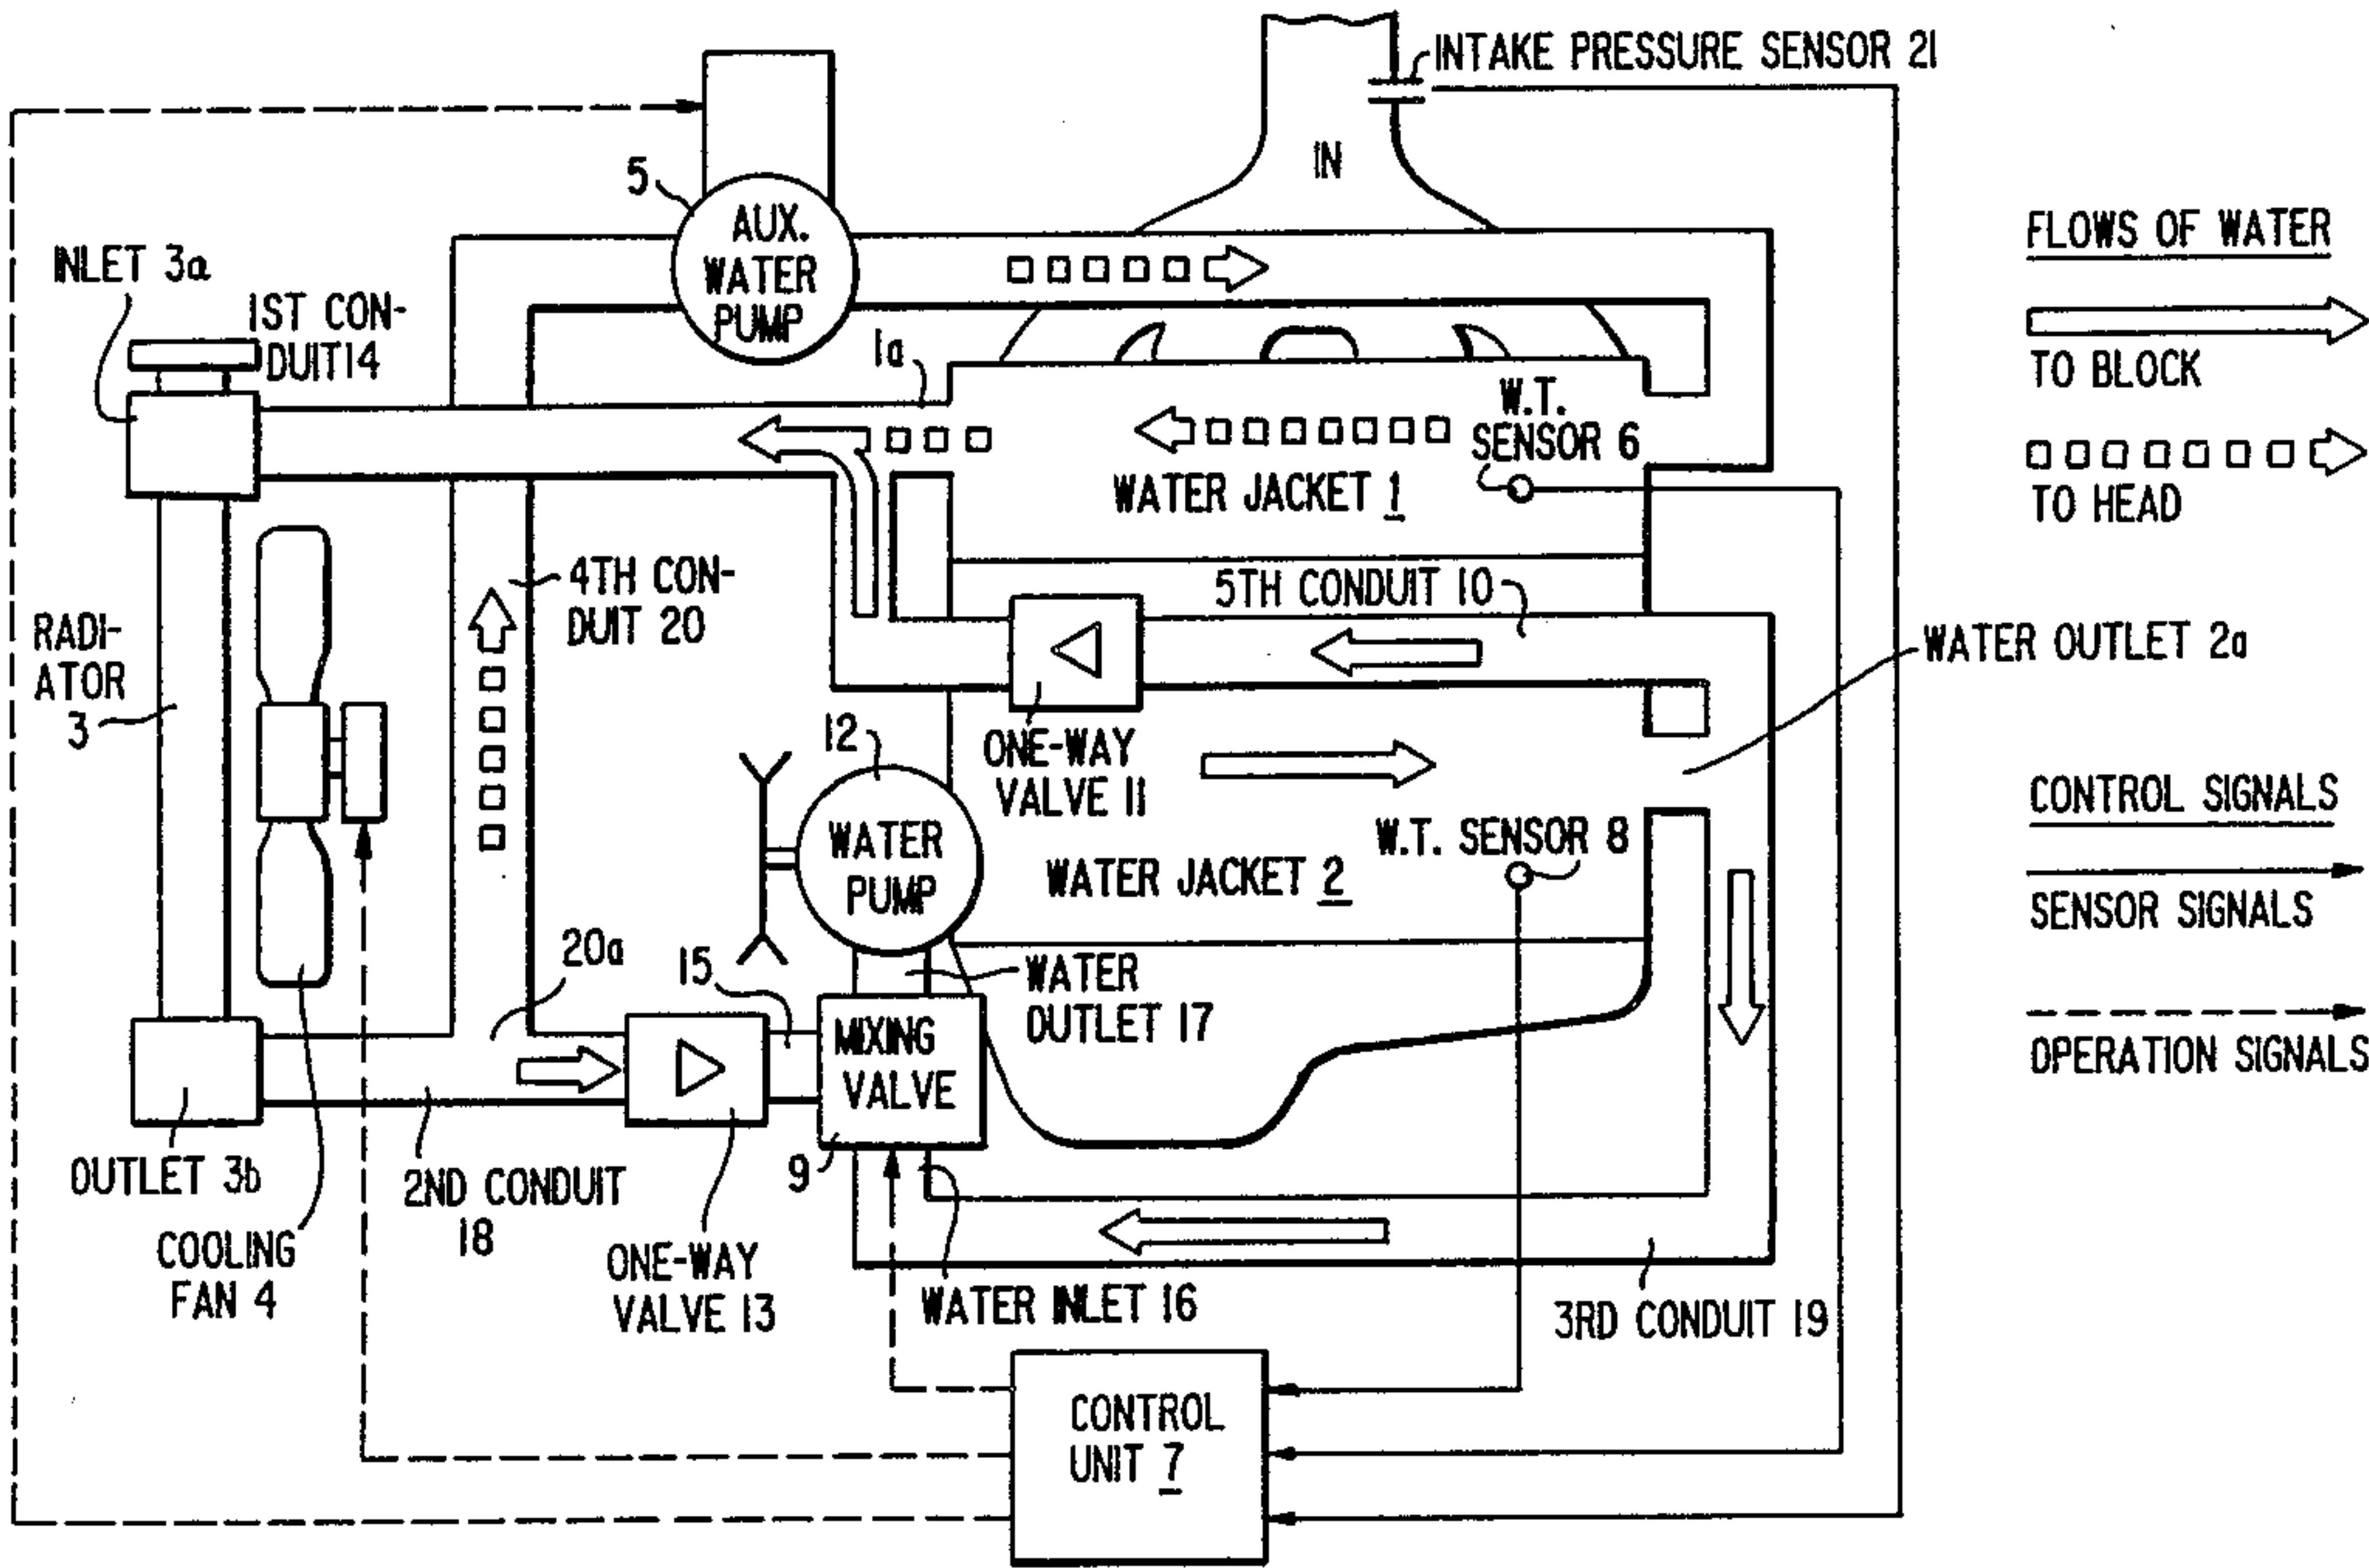 INTAKE PRESSURE SENSOR 21
IN
5
AUX.
WATER
PUMP
INLET 3a
1ST CON-
DUIT14
1a
W.T.
SENSOR 6
WATER JACKET 1
FLOWS OF WATER
TO BLOCK
TO HEAD
4TH CON-
DUIT 20
5TH CONDUIT 10
RADI-
ATOR
3
WATER OUTLET 2a
12
ONE-WAY
VALVE 11
WATER
PUMP
W.T. SENSOR 8
WATER JACKET 2
CONTROL SIGNALS
SENSOR SIGNALS
OPERATION SIGNALS
20a
15
WATER
OUTLET 17
MIXING
VALVE
9
OUTLET 3b
2ND CONDUIT
18
COOLING
FAN 4
ONE-WAY
VALVE 13
WATER INLET 16
3RD CONDUIT 19
CONTROL
UNIT 7